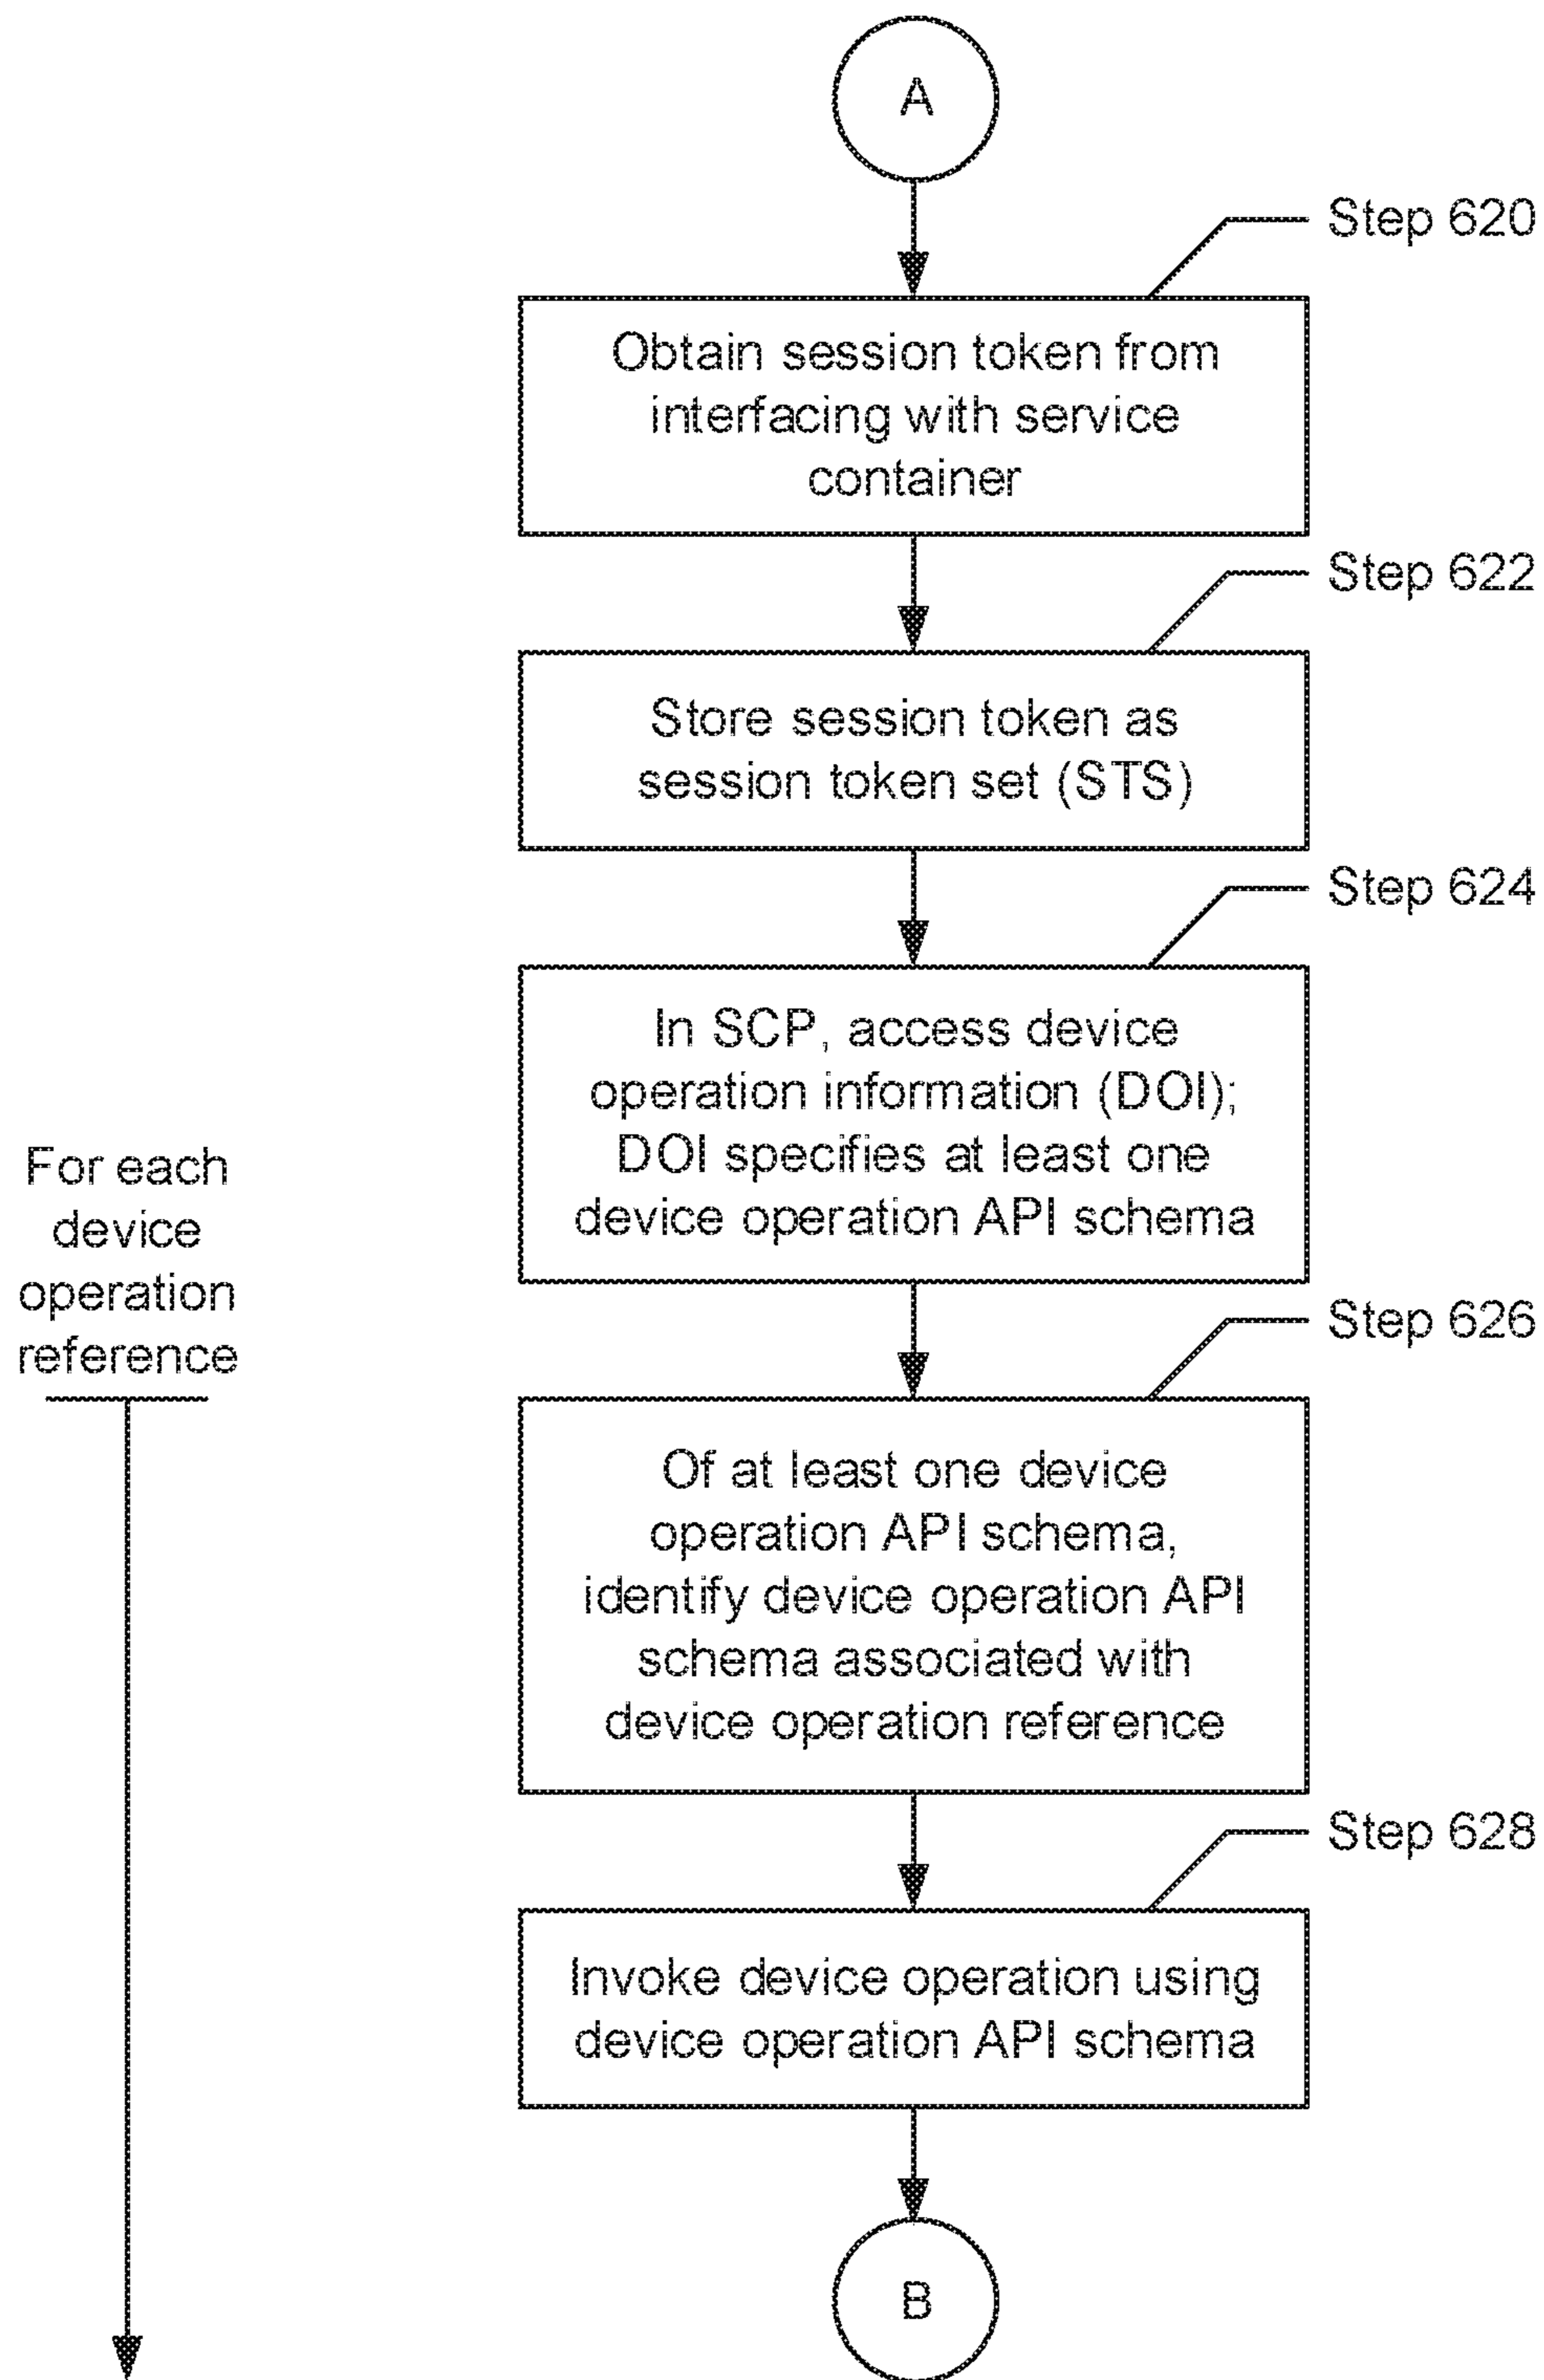 A
Step 620
Obtain session token from
interfacing with service
container
Step 622
Store session token as
session token set (STS)
Step 624
In SCP, access device
operation information (DOI);
DOI specifies at least one
device operation API schema
For each
device
operation
reference
Step 626
Of at least one device
operation API schema,
identify device operation API
schema associated with
device operation reference
Step 628
Invoke device operation using
device operation API schema
B